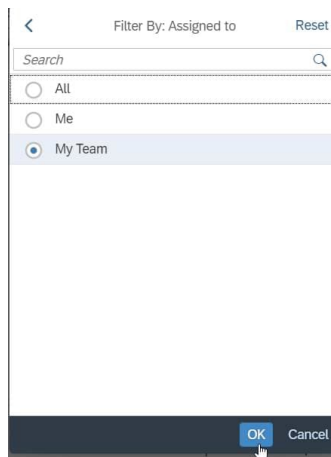 Filter By: Assigned to Reset
Search
All
Me
My Team
OK Cancel